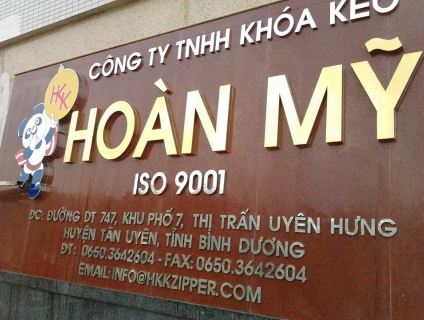 CÔNG TY TNHH KHÓA KÉO
HKK
HOÀN MỸ
ISO 9001
ĐC: ĐƯỜNG DT 747, KHU PHỐ 7, THỊ TRẤN UYÊN HƯNG
HUYỆN TÂN UYÊN, TỈNH BÌNH DƯƠNG
ĐT: 0650.3642604 - FAX: 0650.3642604
EMAIL: INFO@HKKZIPPER.COM